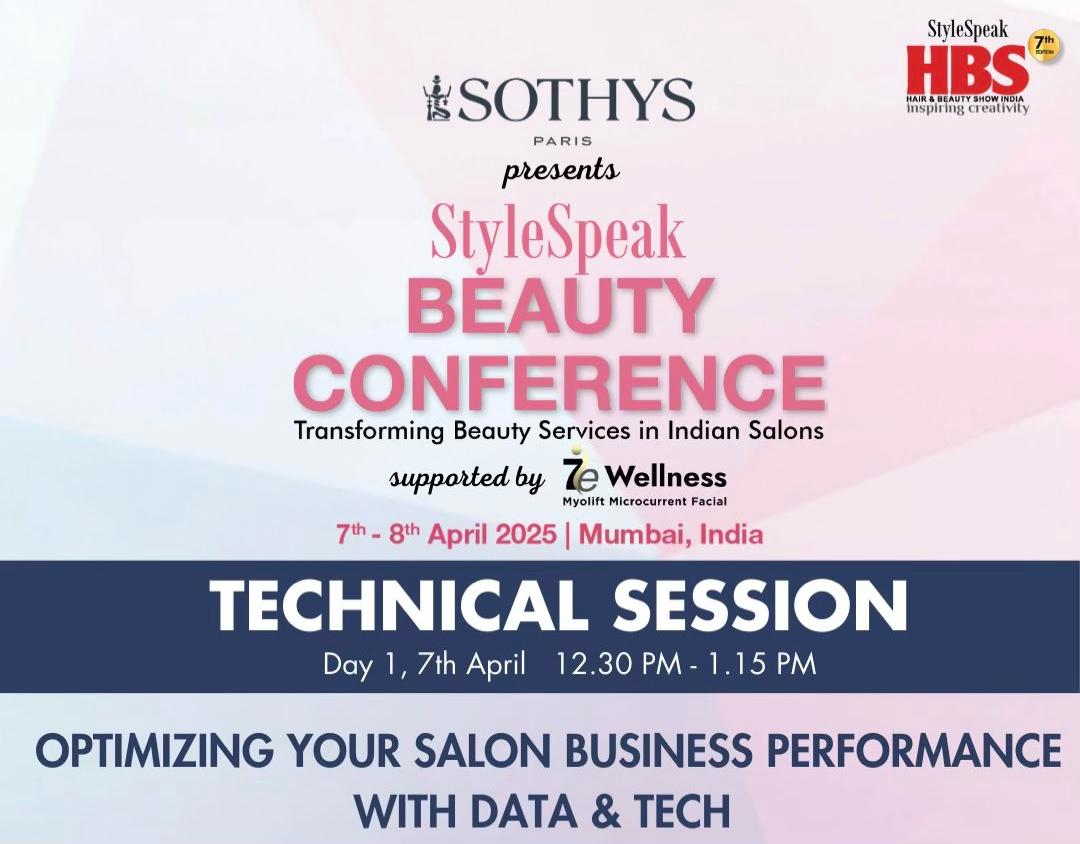 StyleSpeak
HBS
7th
EDITION
HAIR & BEAUTY SHOW INDIA
inspiring creativity
SOTHYS
PARIS
presents
StyleSpeak
BEAUTY
CONFERENCE
Transforming Beauty Services in Indian Salons
supported by 7e Wellness
Myolift Microcurrent Facial
7th - 8th April 2025 | Mumbai, India
TECHNICAL SESSION
Day 1, 7th April 12.30 PM - 1.15 PM
OPTIMIZING YOUR SALON BUSINESS PERFORMANCE
WITH DATA & TECH